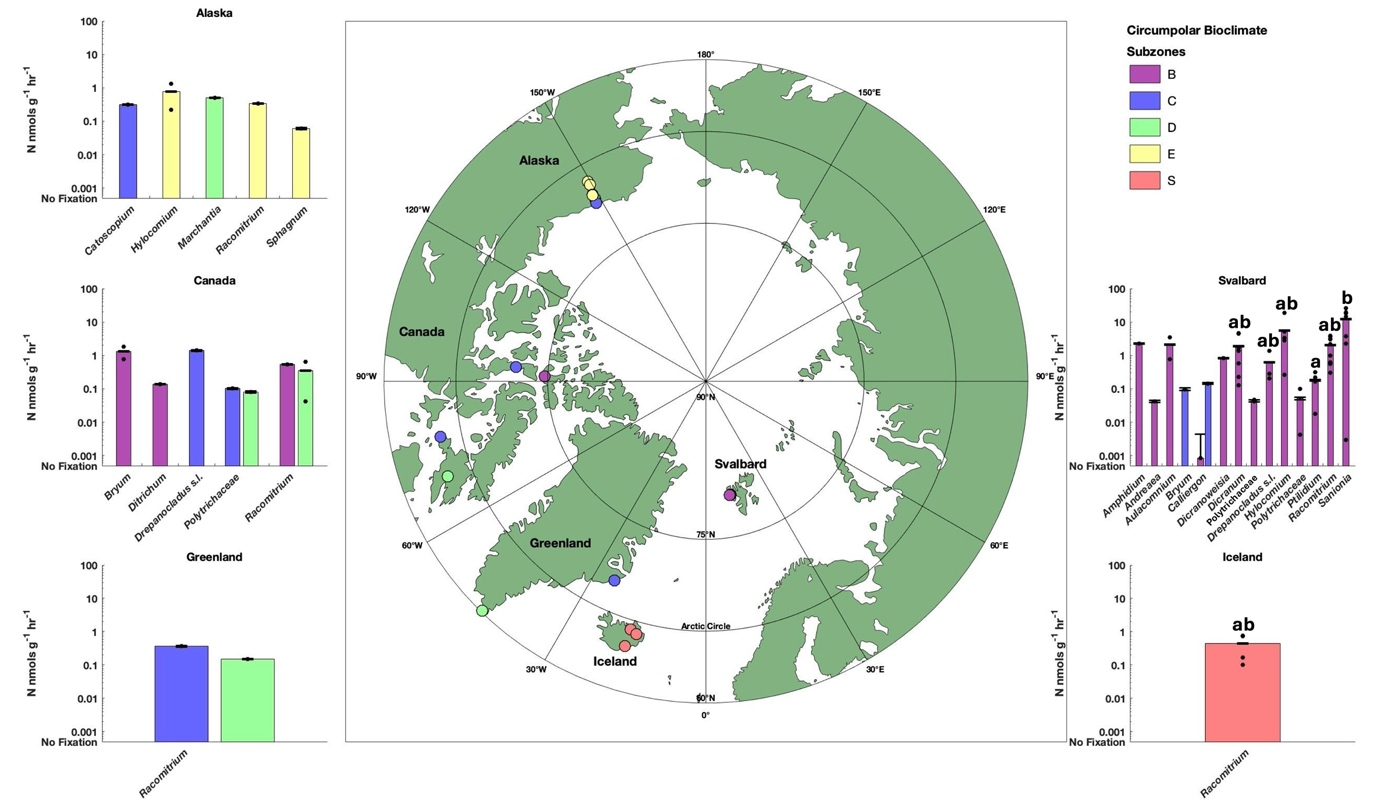 Alaska
100
10
1
0.1
0.01
0.001
No Fixation
N nmols g-1 hr-1
Catoscopium
Hylocomium
Marchantia
Racomitrium
Sphagnum
Canada
100
10
1
0.1
0.01
0.001
No Fixation
N nmols g-1 hr-1
Bryum
Ditrichum
Drepanocladus s.l.
Polytrichaceae
Racomitrium
Greenland
100
10
1
0.1
0.01
0.001
No Fixation
N nmols g-1 hr-1
Racomitrium
180°
150°W
150°E
Alaska
120°W
120°E
Canada
90°W
90°E
90°N
Svalbard
75°N
Greenland
60°W
60°E
Arctic Circle
Iceland
30°W
30°E
60°N
0°
Circumpolar Bioclimate
Subzones
B
C
D
E
S
Svalbard
100
10
1
0.1
0.01
0.001
No Fixation
N nmols g-1 hr-1
ab
ab
ab
a
ab
b
Amphidium
Andreaea
Aulacomnium
Bryum
Calliergon
Dicranoweisia
Dicranum
Polytrichaceae
Drepanocladus s.l.
Hylocomium
Polytrichaceae
Ptilidium
Racomitrium
Sanionia
Iceland
100
10
1
0.1
0.01
0.001
No Fixation
N nmols g-1 hr-1
ab
Racomitrium